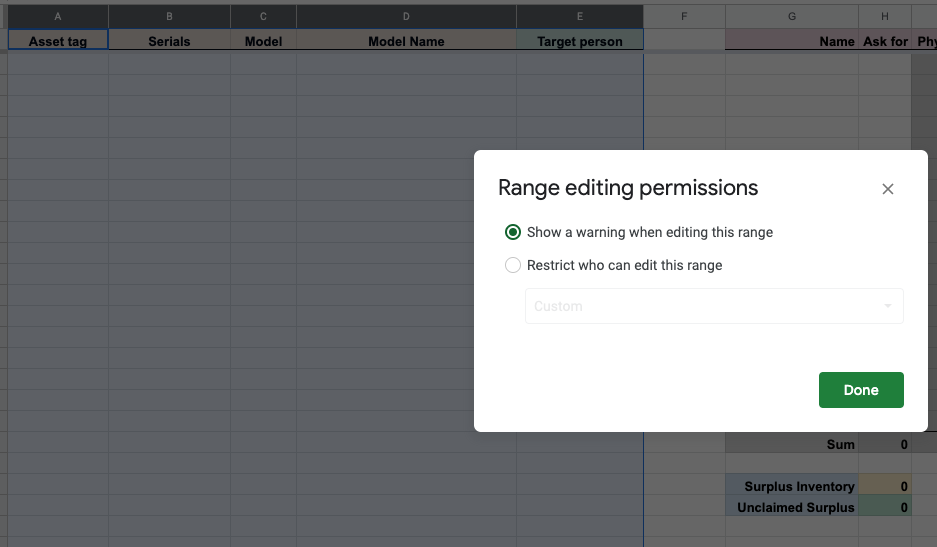 A B C D E F G H
Asset tag Serials Model Model Name Target person Name Ask for Phy
Range editing permissions
Show a warning when editing this range
Restrict who can edit this range
Custom
Done
Sum 0
Surplus Inventory 0
Unclaimed Surplus 0